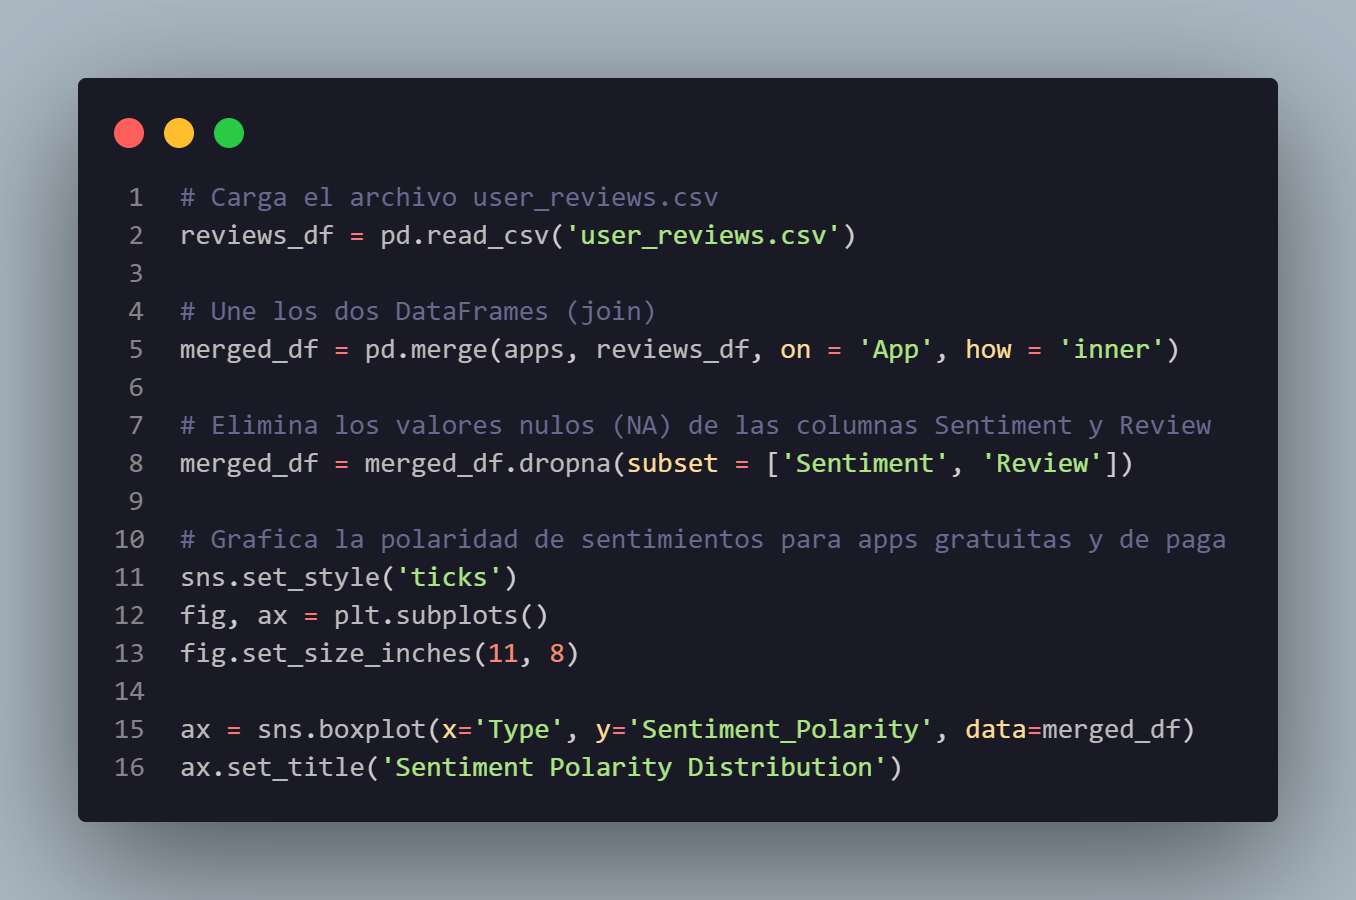 1 # Carga el archivo user_reviews.csv
2 reviews_df = pd.read_csv('user_reviews.csv')
3
4 # Une los dos DataFrames (join)
5 merged_df = pd.merge(apps, reviews_df, on = 'App', how = 'inner')
6
7 # Elimina los valores nulos (NA) de las columnas Sentiment y Review
8 merged_df = merged_df.dropna(subset = ['Sentiment', 'Review'])
9
10 # Grafica la polaridad de sentimientos para apps gratuitas y de paga
11 sns.set_style('ticks')
12 fig, ax = plt.subplots()
13 fig.set_size_inches(11, 8)
14
15 ax = sns.boxplot(x='Type', y='Sentiment_Polarity', data=merged_df)
16 ax.set_title('Sentiment Polarity Distribution')